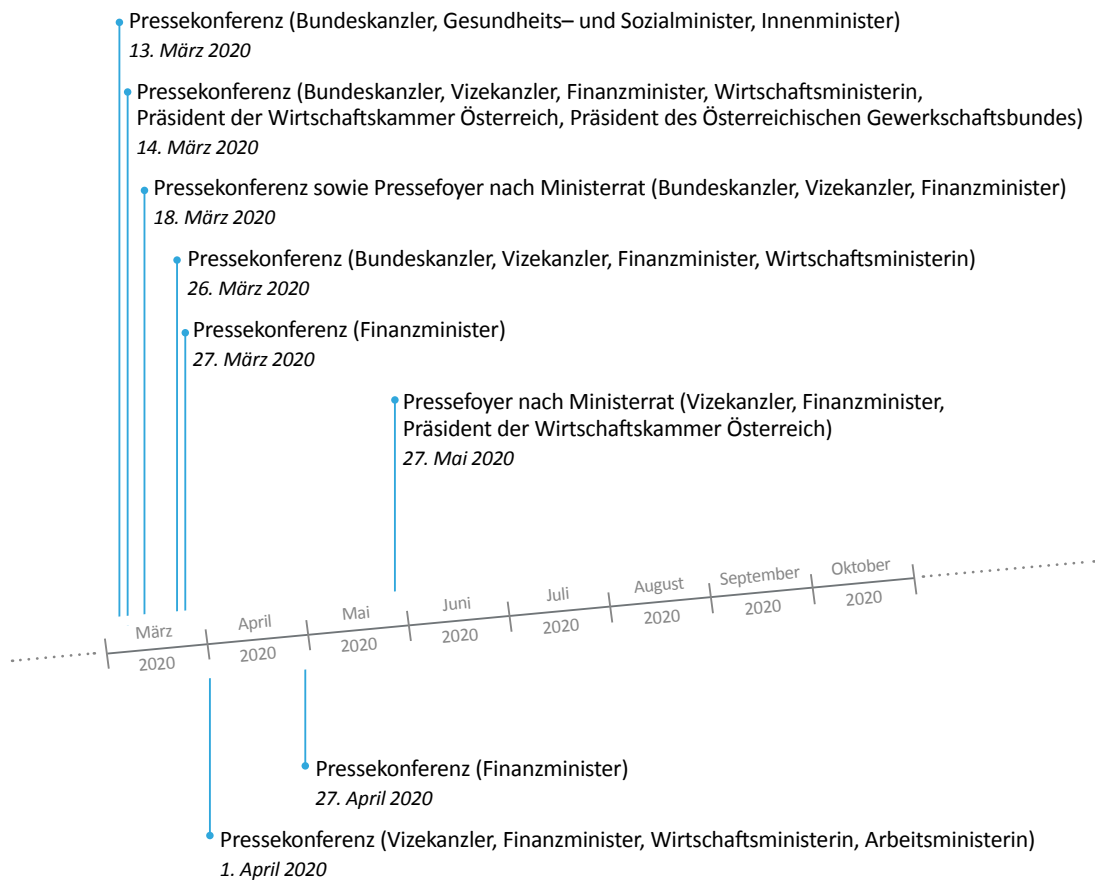 Pressekonferenz (Bundeskanzler, Gesundheits– und Sozialminister, Innenminister)
13. März 2020
Pressekonferenz (Bundeskanzler, Vizekanzler, Finanzminister, Wirtschaftsministerin,
Präsident der Wirtschaftskammer Österreich, Präsident des Österreichischen Gewerkschaftsbundes)
14. März 2020
Pressekonferenz sowie Pressefoyer nach Ministerrat (Bundeskanzler, Vizekanzler, Finanzminister)
18. März 2020
Pressekonferenz (Bundeskanzler, Vizekanzler, Finanzminister, Wirtschaftsministerin)
26. März 2020
Pressekonferenz (Finanzminister)
27. März 2020
Pressefoyer nach Ministerrat (Vizekanzler, Finanzminister,
Präsident der Wirtschaftskammer Österreich)
27. Mai 2020
März April Mai Juni Juli August September Oktober
2020 2020 2020 2020 2020 2020 2020 2020
Pressekonferenz (Finanzminister)
27. April 2020
Pressekonferenz (Vizekanzler, Finanzminister, Wirtschaftsministerin, Arbeitsministerin)
1. April 2020